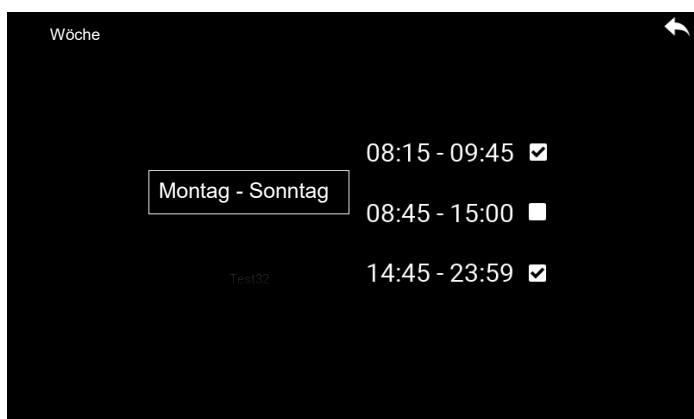 Wöche
08:15 - 09:45
Montag - Sonntag
08:45 - 15:00
Test32
14:45 - 23:59